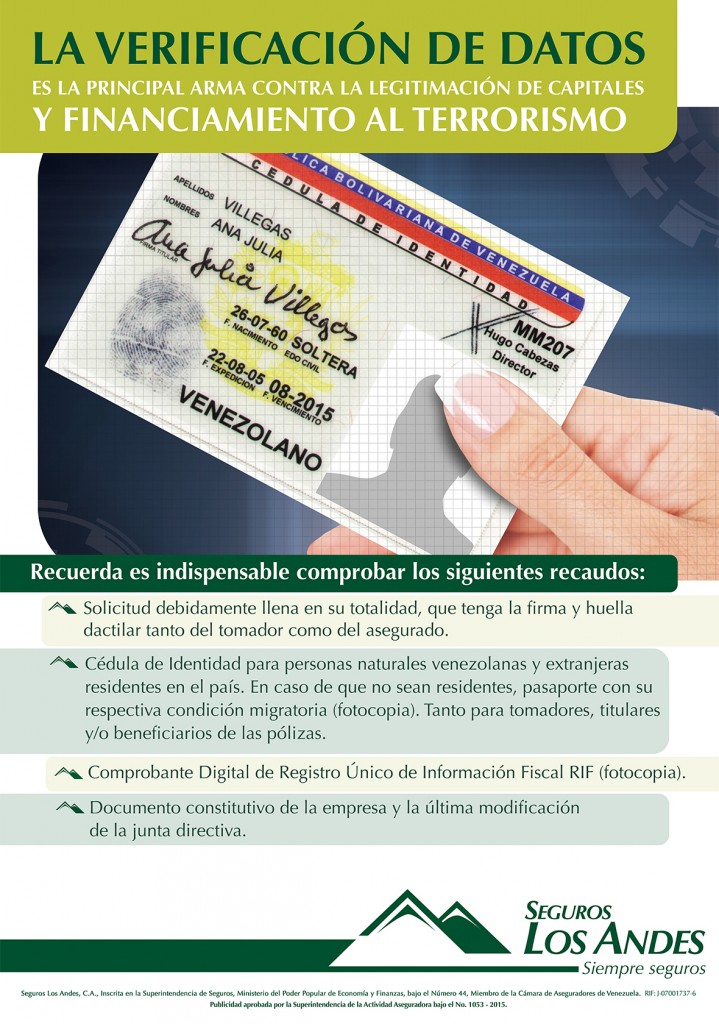 LA VERIFICACIÓN DE DATOS
ES LA PRINCIPAL ARMA CONTRA LA LEGITIMACIÓN DE CAPITALES
Y FINANCIAMIENTO AL TERRORISMO
LICA BOLIVARIANA DE VENEZUELA
CEDULA DE IDENTIDAD
APELLIDOS VILLEGAS
NOMBRES ANA JULIA
Ana Julia Villegas
FIRMA TITULAR
26-07-60 SOLTERA
F. NACIMIENTO EDO CIVIL
22-08-05 08-2015
F. EXPEDICION F. VENCIMIENTO
VENEZOLANO
MM207
Hugo Cabezas
Director
Recuerda es indispensable comprobar los siguientes recaudos:
Solicitud debidamente llena en su totalidad, que tenga la firma y huella
dactilar tanto del tomador como del asegurado.
Cédula de Identidad para personas naturales venezolanas y extranjeras
residentes en el país. En caso de que no sean residentes, pasaporte con su
respectiva condición migratoria (fotocopia). Tanto para tomadores, titulares
y/o beneficiarios de las pólizas.
Comprobante Digital de Registro Único de Información Fiscal RIF (fotocopia).
Documento constitutivo de la empresa y la última modificación
de la junta directiva.
SEGUROS
LOS ANDES
Siempre seguros
Seguros Los Andes, C.A., Inscrita en la Superintendencia de Seguros, Ministerio del Poder Popular de Economía y Finanzas, bajo el Número 44, Miembro de la Cámara de Aseguradores de Venezuela. RIF: J-07001737-6
Publicidad aprobada por la Superintendencia de la Actividad Aseguradora bajo el No. 1053 - 2015.